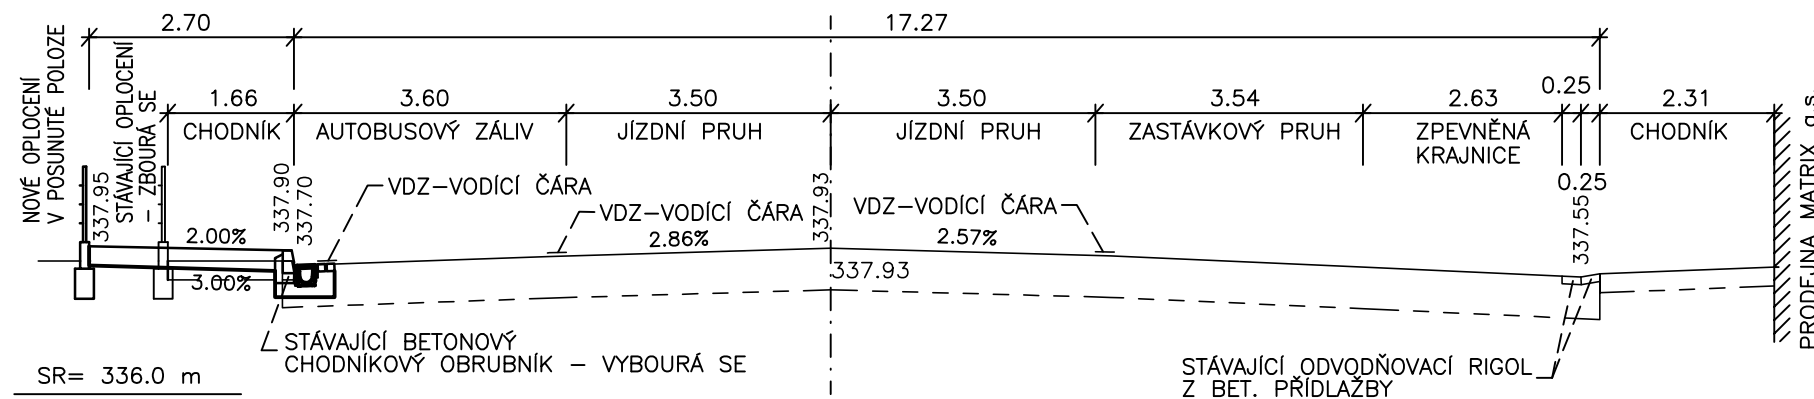 2.70
17.27
NOVÉ OPLOCENÍ
V POSUNUTÉ POLOZE
STÁVAJÍCÍ OPLOCENÍ
– ZBOURÁ SE
1.66
3.60
3.50
3.50
3.54
2.63
0.25
2.31
CHODNÍK
AUTOBUSOVÝ ZÁLIV
JÍZDNÍ PRUH
JÍZDNÍ PRUH
ZASTÁVKOVÝ PRUH
ZPEVNĚNÁ
KRAJNICE
CHODNÍK
0.25
337.95
337.90
337.70
337.93
337.55
VDZ–VODÍCÍ ČÁRA
VDZ–VODÍCÍ ČÁRA
VDZ–VODÍCÍ ČÁRA
2.00%
2.86%
2.57%
3.00%
337.93
STÁVAJÍCÍ BETONOVÝ
CHODNÍKOVÝ OBRUBNÍK – VYBOURÁ SE
STÁVAJÍCÍ ODVODŇOVACÍ RIGOL
Z BET. PŘÍDLAŽBY
SR= 336.0 m
PRODEJNA MATRIX a.s.